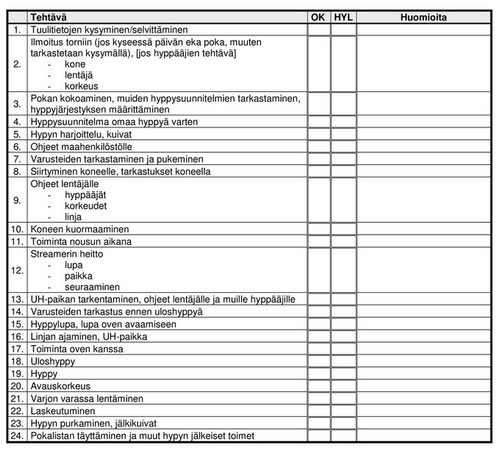 Tehtävä OK HYL Huomioita
1. Tuulitietojen kysyminen/selvittäminen
Ilmoitus torniin (jos kyseessä päivän eka poka, muuten
tarkastetaan kysymällä), [jos hyppääjien tehtävä]
2. - kone
- lentäjä
- korkeus
3. Pokan kokoaminen, muiden hyppysuunnitelmien tarkastaminen,
hyppyjärjestyksen määrittäminen
4. Hyppysuunnitelma omaa hyppyä varten
5. Hypyn harjoittelu, kuivat
6. Ohjeet maahenkilöstölle
7. Varusteiden tarkastaminen ja pukeminen
8. Siirtyminen koneelle, tarkastukset koneella
Ohjeet lentäjälle
9. - hyppääjät
- korkeudet
- linja
10. Koneen kuormaaminen
11. Toiminta nousun aikana
Streamerin heitto
12. - lupa
- paikka
- seuraaminen
13. UH-paikan tarkentaminen, ohjeet lentäjälle ja muille hyppääjille
14. Varusteiden tarkastus ennen uloshyppyä
15. Hyppylupa, lupa oven avaamiseen
16. Linjan ajaminen, UH-paikka
17. Toiminta oven kanssa
18. Uloshyppy
19. Hyppy
20. Avauskorkeus
21. Varjon varassa lentäminen
22. Laskeutuminen
23. Hypyn purkaminen, jälkikuivat
24. Pokalistan täyttäminen ja muut hypyn jälkeiset toimet